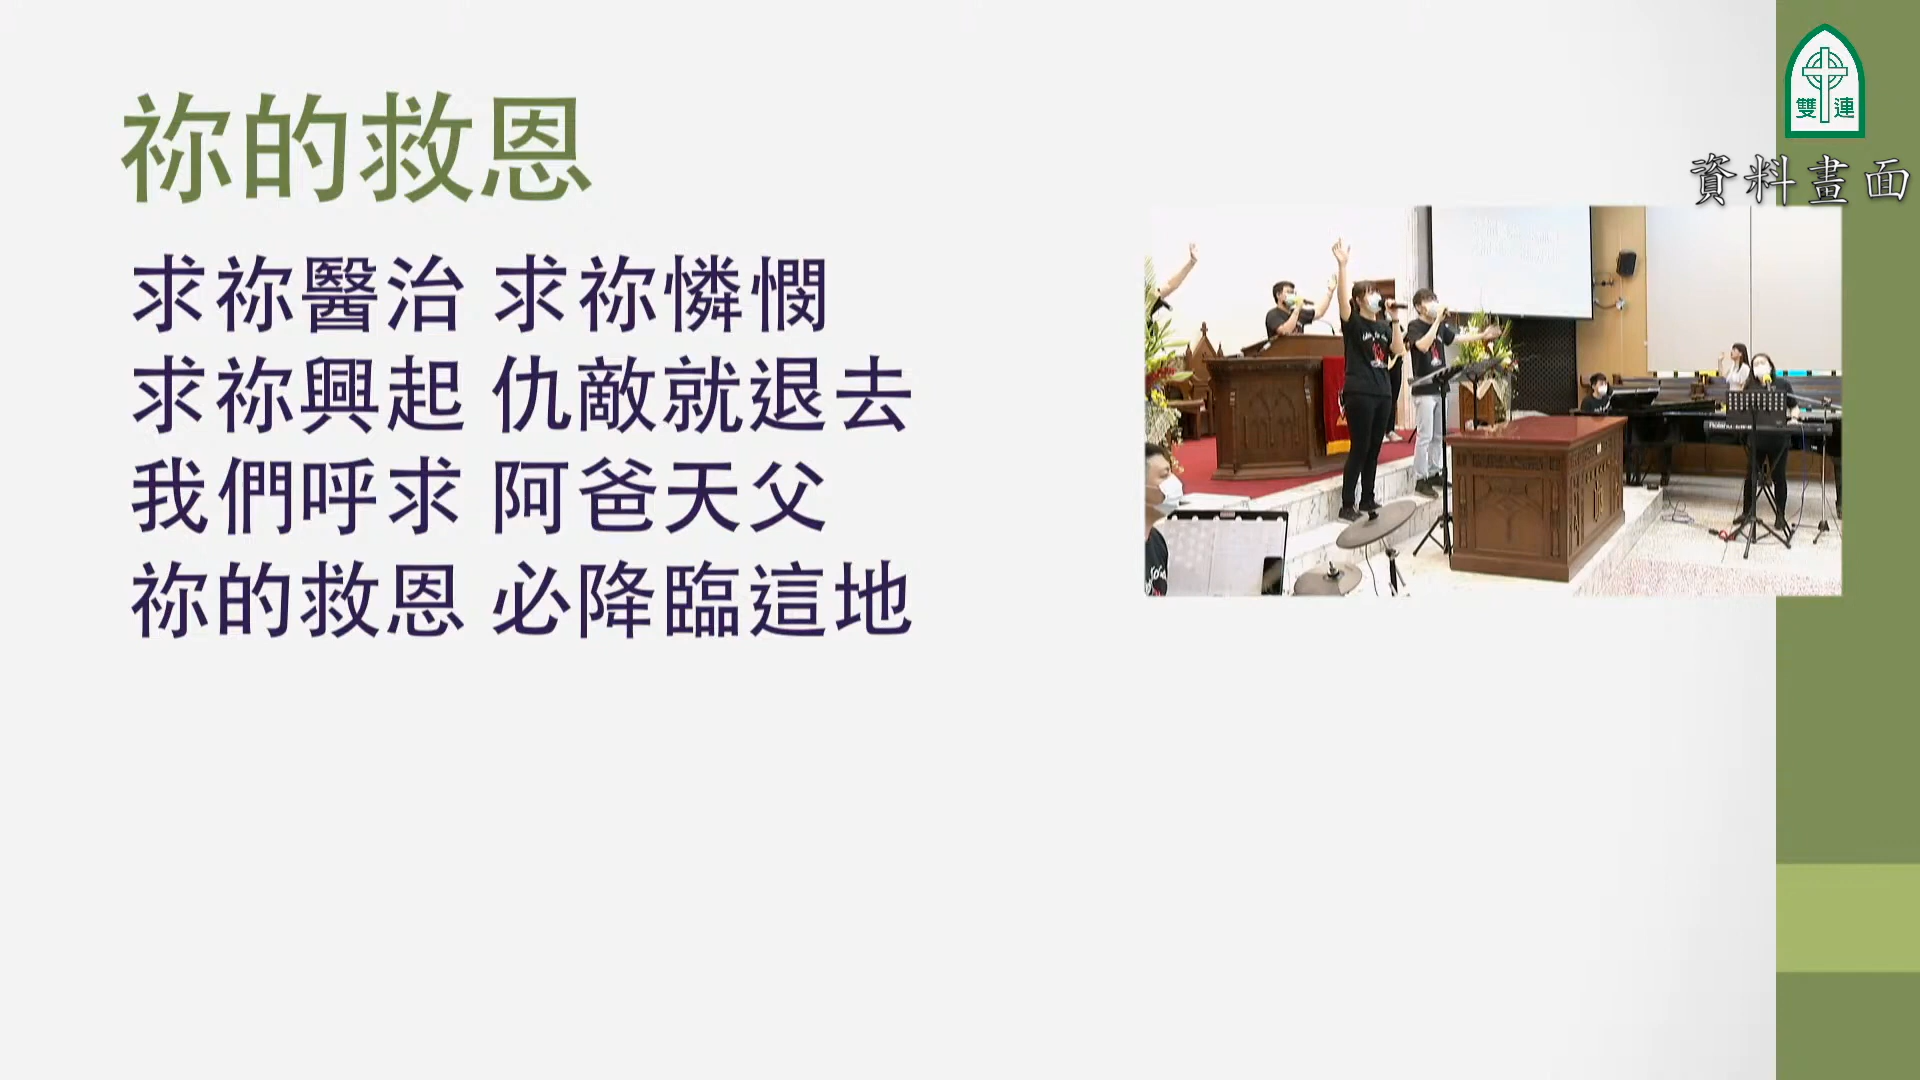 祢的救恩
求祢醫治 求祢憐憫
求祢興起 仇敵就退去
我們呼求 阿爸天父
祢的救恩 必降臨這地
雙連
資料畫面